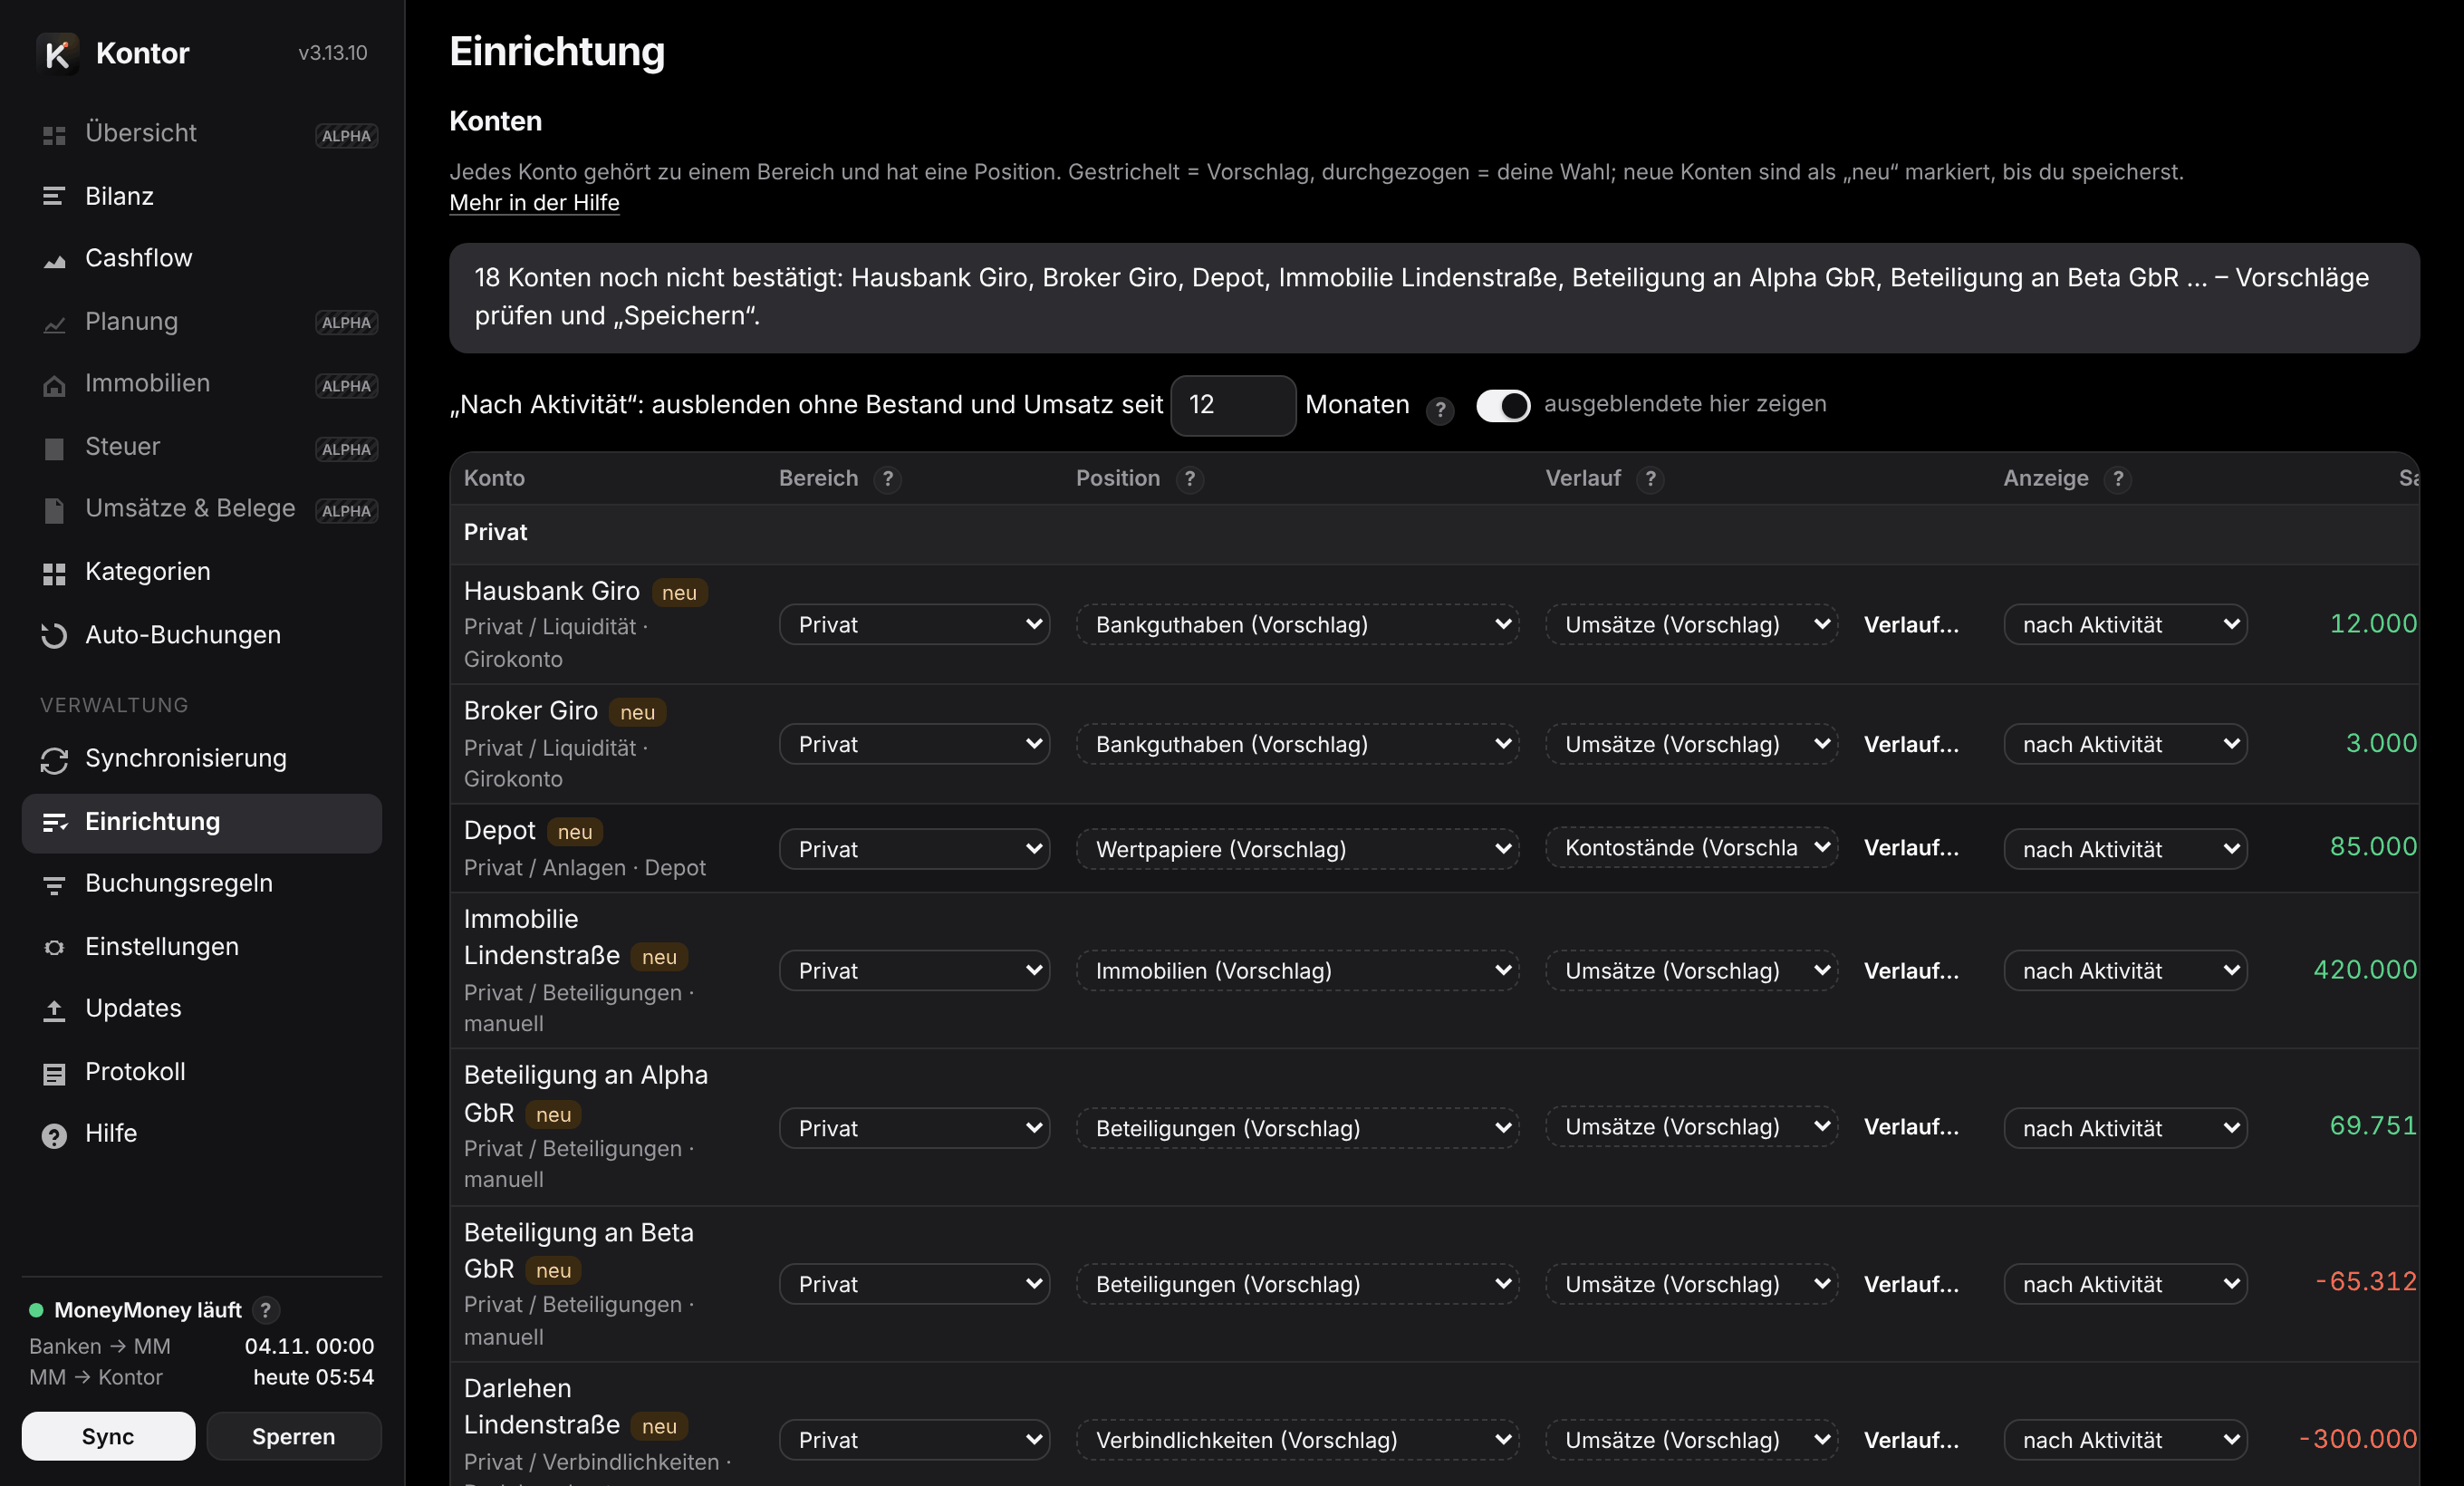 Kontor v3.13.10
Übersicht ALPHA
Bilanz
Cashflow
Planung ALPHA
Immobilien ALPHA
Steuer ALPHA
Umsätze & Belege ALPHA
Kategorien
Auto-Buchungen
VERWALTUNG
Synchronisierung
Einrichtung
Buchungsregeln
Einstellungen
Updates
Protokoll
? Hilfe
MoneyMoney läuft ?
Banken → MM 04.11. 00:00
MM → Kontor heute 05:54
Sync Sperren
Einrichtung
Konten
Jedes Konto gehört zu einem Bereich und hat eine Position. Gestrichelt = Vorschlag, durchgezogen = deine Wahl; neue Konten sind als „neu“ markiert, bis du speicherst.
Mehr in der Hilfe
18 Konten noch nicht bestätigt: Hausbank Giro, Broker Giro, Depot, Immobilie Lindenstraße, Beteiligung an Alpha GbR, Beteiligung an Beta GbR ... – Vorschläge
prüfen und „Speichern“.
„Nach Aktivität“: ausblenden ohne Bestand und Umsatz seit 12 Monaten ? ausgeblendete hier zeigen
Konto Bereich ? Position ? Verlauf ? Anzeige ?
Privat
Hausbank Giro neu
Privat / Liquidität ·
Girokonto
Privat Bankguthaben (Vorschlag) Umsätze (Vorschlag) Verlauf... nach Aktivität 12.000
Broker Giro neu
Privat / Liquidität ·
Girokonto
Privat Bankguthaben (Vorschlag) Umsätze (Vorschlag) Verlauf... nach Aktivität 3.000
Depot neu
Privat / Anlagen · Depot
Privat Wertpapiere (Vorschlag) Kontostände (Vorschla Verlauf... nach Aktivität 85.000
Immobilie
Lindenstraße neu
Privat / Beteiligungen ·
manuell
Privat Immobilien (Vorschlag) Umsätze (Vorschlag) Verlauf... nach Aktivität 420.000
Beteiligung an Alpha
GbR neu
Privat / Beteiligungen ·
manuell
Privat Beteiligungen (Vorschlag) Umsätze (Vorschlag) Verlauf... nach Aktivität 69.751
Beteiligung an Beta
GbR neu
Privat / Beteiligungen ·
manuell
Privat Beteiligungen (Vorschlag) Umsätze (Vorschlag) Verlauf... nach Aktivität -65.312
Darlehen
Lindenstraße neu
Privat / Verbindlichkeiten ·
Privat Verbindlichkeiten (Vorschlag) Umsätze (Vorschlag) Verlauf... nach Aktivität -300.000